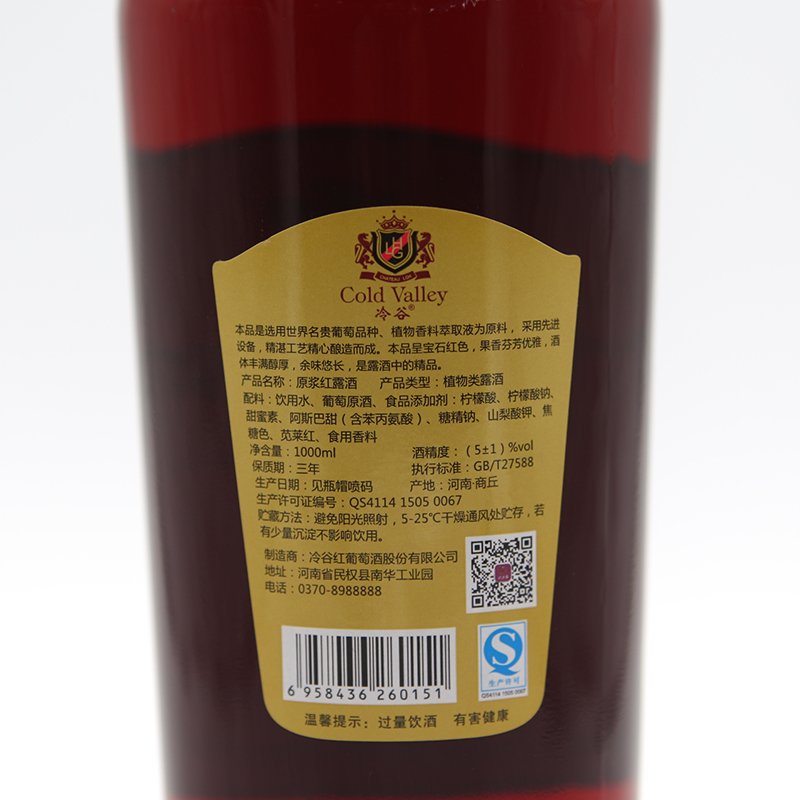 LHG
CHATEAU LHG
Cold Valley
冷谷®
本品是选用世界名贵葡萄品种、植物香料萃取液为原料，采用先进
设备，精湛工艺精心酿造而成。本品呈宝石红色，果香芬芳优雅，酒
体丰满醇厚，余味悠长，是露酒中的精品。
产品名称：原浆红露酒 产品类型：植物类露酒
配料：饮用水、葡萄原酒、食品添加剂：柠檬酸、柠檬酸钠、
甜蜜素、阿斯巴甜（含苯丙氨酸）、糖精钠、山梨酸钾、焦
糖色、苋菜红、食用香料
净含量：1000ml 酒精度：（5±1）%vol
保质期：三年 执行标准：GB/T27588
生产日期：见瓶帽喷码 产地：河南·商丘
生产许可证编号：QS4114 1505 0067
贮藏方法：避免阳光照射，5-25℃干燥通风处贮存，若
有少量沉淀不影响饮用。
制造商：冷谷红葡萄酒股份有限公司
地址：河南省民权县南华工业园
电话：0370-8988888
6 958436 260151
生产许可
QS4114 1505 0067
温馨提示：过量饮酒 有害健康